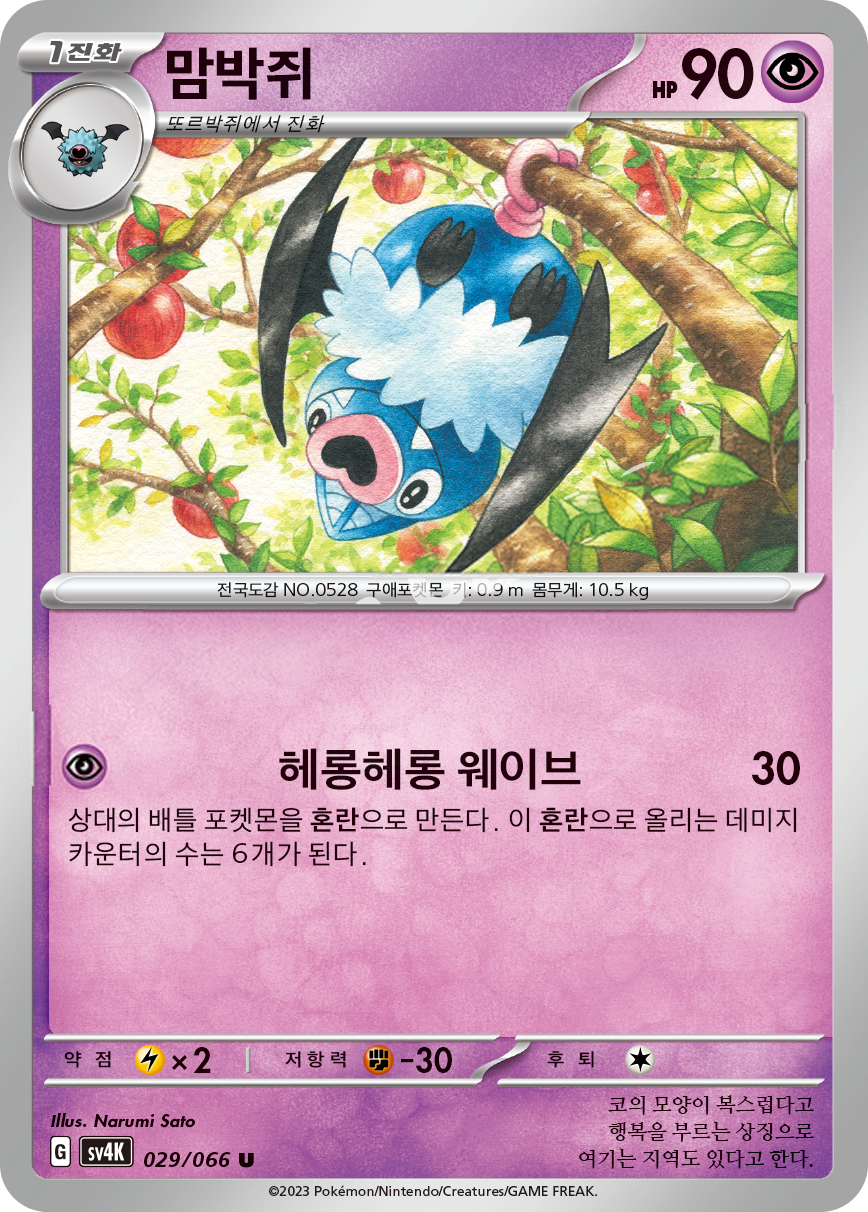 1진화
맘박쥐
HP 90
또르박쥐에서 진화
전국도감 NO.0528 구애포켓몬 키: 0.9 m 몸무게: 10.5 kg
헤롱헤롱 웨이브 30
상대의 배틀 포켓몬을 혼란으로 만든다. 이 혼란으로 올리는 데미지
카운터의 수는 6개가 된다.
약점 ×2 저항력 -30 후퇴
Illus. Narumi Sato
코의 모양이 복스럽다고
행복을 부르는 상징으로
여기는 지역도 있다고 한다.
G sv4K 029/066 U
©2023 Pokémon/Nintendo/Creatures/GAME FREAK.